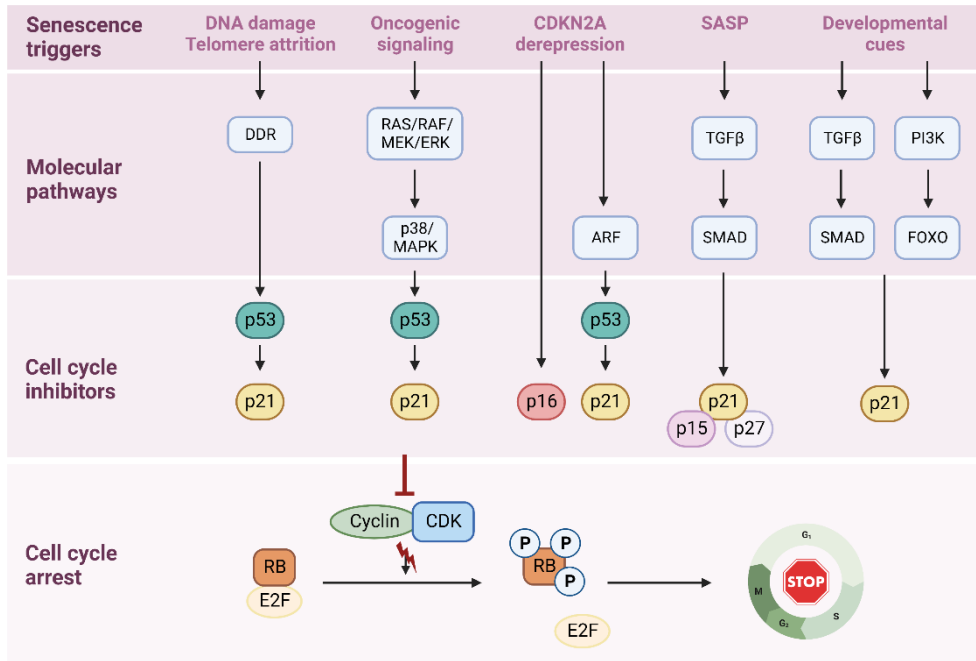 Senescence
triggers
DNA damage
Telomere attrition
Oncogenic
signaling
CDKN2A
derepression
SASP
Developmental
cues
Molecular
pathways
DDR
RAS/RAF/
MEK/ERK
TGFβ
TGFβ
PI3K
p38/
MAPK
ARF
SMAD
SMAD
FOXO
Cell cycle
inhibitors
p53
p53
p53
p21
p21
p16
p21
p21
p15
p27
p21
Cell cycle
arrest
Cyclin
CDK
RB
E2F
P
P
RB
P
E2F
G₁
STOP
M
S
G₂